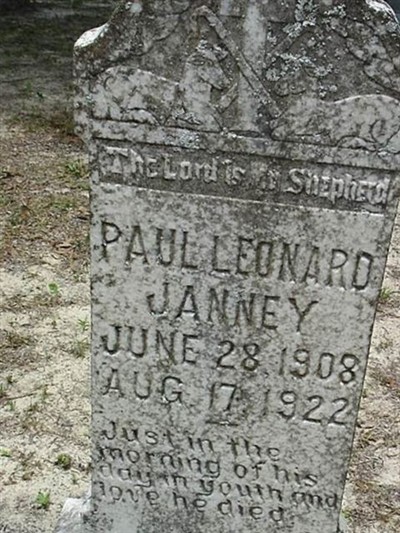 The Lord is my Shepherd
PAUL LEONARD
JANNEY
JUNE 28 1908
AUG 17 1922
Just in the
morning of his
day in youth and
love he died